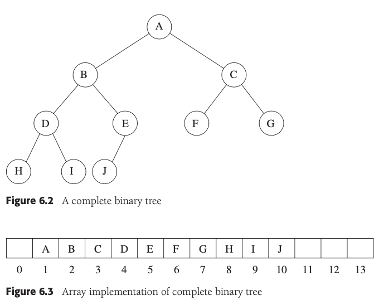 A
B C
D E F G
H I J
Figure 6.2 A complete binary tree
A B C D E F G H I J
0 1 2 3 4 5 6 7 8 9 10 11 12 13
Figure 6.3 Array implementation of complete binary tree